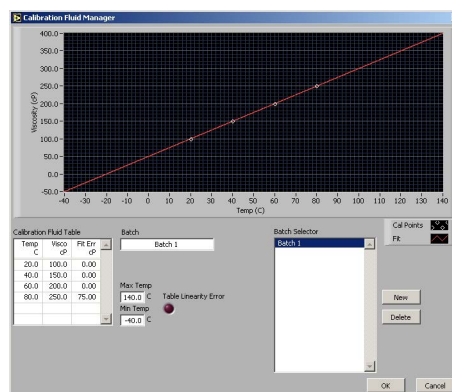 Calibration Fluid Manager
400.0
350.0
300.0
250.0
200.0
150.0
100.0
50.0
0.0
-50.0
Viscosity (cP)
-40 -30 -20 -10 0 10 20 30 40 50 60 70 80 90 100 110 120 130 140
Temp (C)
Cal Points
Fit
Calibration Fluid Table
Temp C Visco cP Fit Err cP
20.0 100.0 0.00
40.0 150.0 0.00
60.0 200.0 0.00
80.0 250.0 75.00
Batch
Batch 1
Max Temp
140.0 C
Table Linearity Error
Min Temp
-40.0 C
Batch Selector
Batch 1
New
Delete
OK Cancel